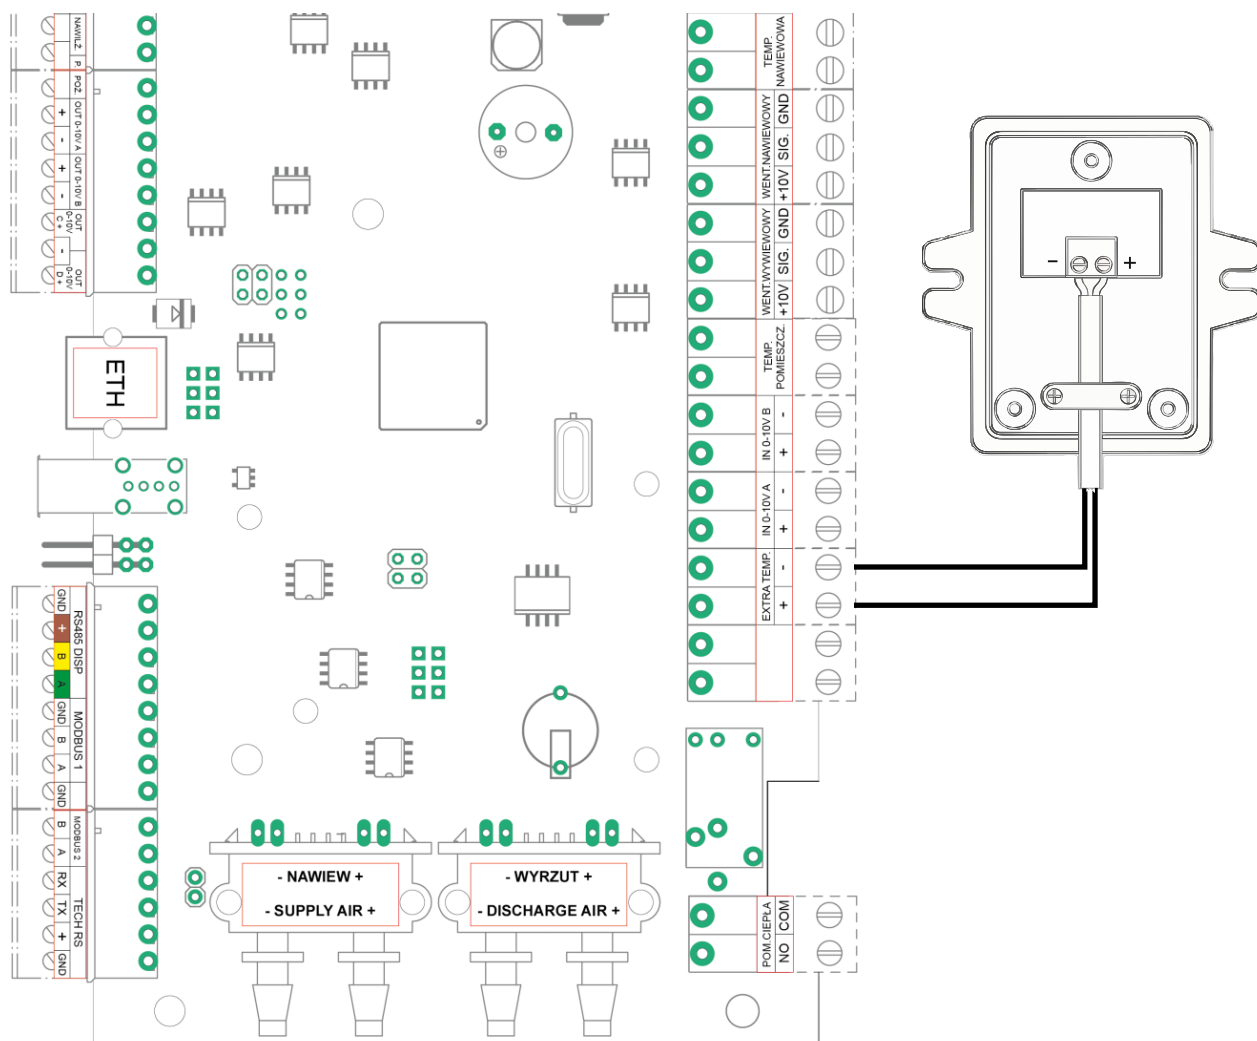 NAWILŻ.
P.
POŻ.
+
OUT 0-10V A
-
+
OUT 0-10V B
-
OUT
0-10V
C +
-
OUT
0-10V
D +
ETH
GND
+
B
A
RS485 DISP
GND
B
A
MODBUS 1
GND
B
A
MODBUS 2
RX
TX
+
GND
TECH RS
- NAWIEW +
- SUPPLY AIR +
- WYRZUT +
- DISCHARGE AIR +
TEMP.
NAWIEWOWA
WENT.NAWIEWOWY
GND
SIG.
+10V
WENT.WYWIEWOWY
GND
SIG.
+10V
TEMP.
POMIESZCZ.
IN 0-10V B
-
+
IN 0-10V A
-
+
EXTRA TEMP.
-
+
POM.CIEPŁA
COM
NO
-
+